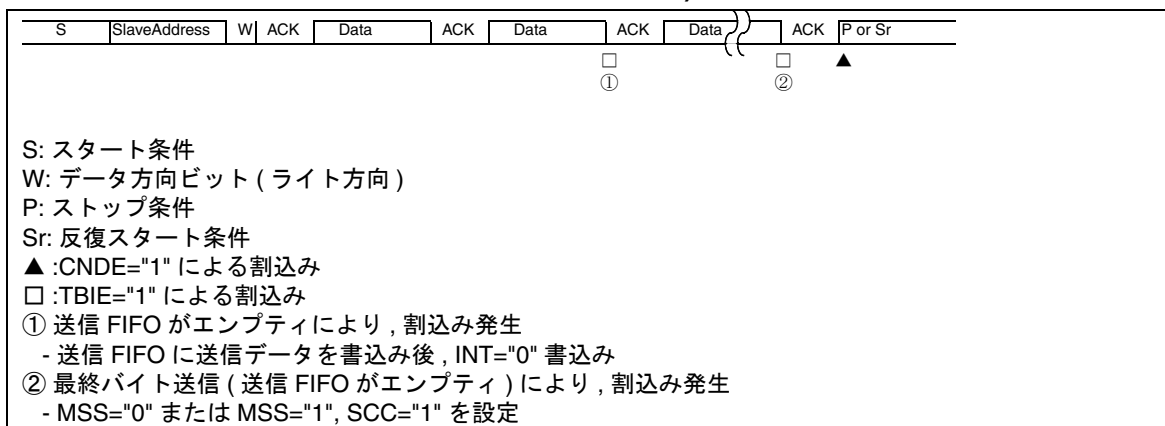 S SlaveAddress W ACK Data ACK Data ACK Data ACK P or Sr
□ □ ▲
① ②
S: スタート条件
W: データ方向ビット ( ライト方向 )
P: ストップ条件
Sr: 反復スタート条件
▲ :CNDE="1" による割込み
□ :TBIE="1" による割込み
① 送信 FIFO がエンプティにより , 割込み発生
- 送信 FIFO に送信データを書込み後 , INT="0" 書込み
② 最終バイト送信 ( 送信 FIFO がエンプティ ) により , 割込み発生
- MSS="0" または MSS="1", SCC="1" を設定